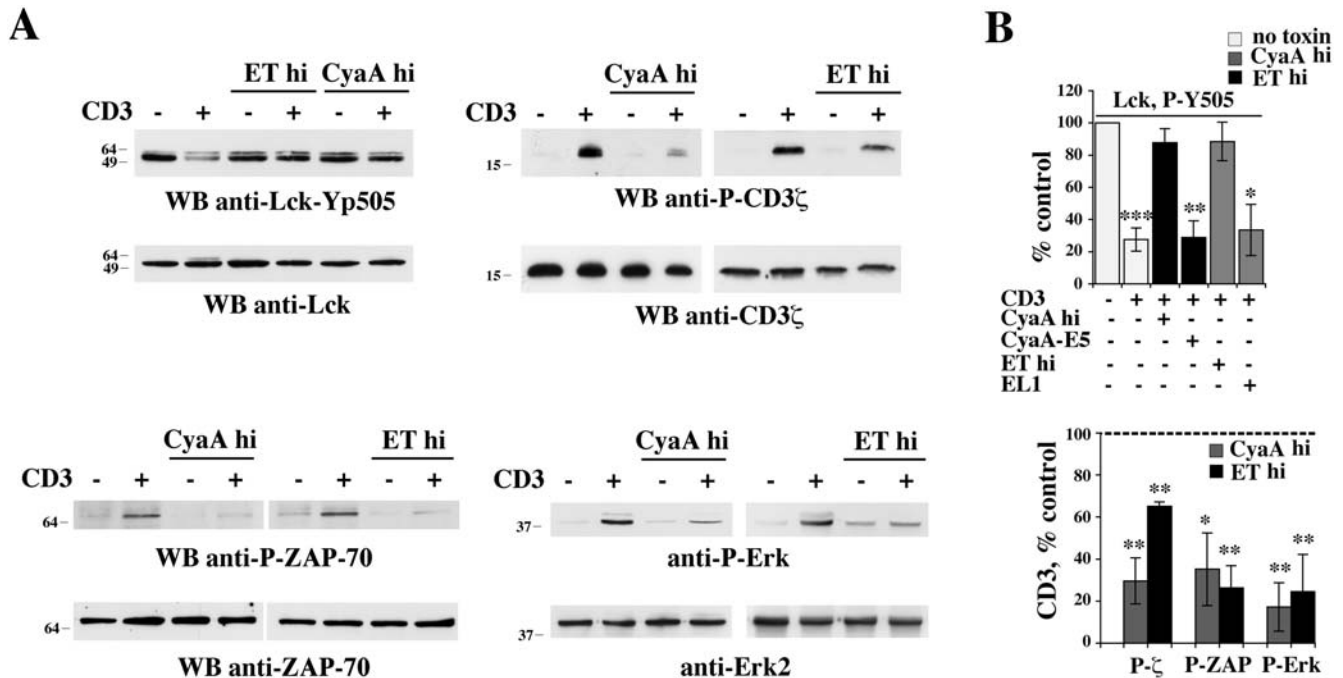 A
ET hi CyaA hi
CD3 - + - + - +
64
49
WB anti-Lck-Yp505
64
49
WB anti-Lck
CyaA hi ET hi
CD3 - + - + - + - +
15
WB anti-P-CD3ζ
15
WB anti-CD3ζ
CyaA hi ET hi
CD3 - + - + - + - +
64
WB anti-P-ZAP-70
64
WB anti-ZAP-70
CyaA hi ET hi
CD3 - + - + - + - +
37
anti-P-Erk
37
anti-Erk2
B
no toxin
CyaA hi
ET hi
Lck, P-Y505
% control
120
100
80
60
40
20
0
*** ** *
CD3 - + + + + +
CyaA hi - - + - - -
CyaA-E5 - - - + - -
ET hi - - - - + -
EL1 - - - - - +
CD3, % control
100
80
60
40
20
0
CyaA hi
ET hi
** ** * ** ** **
P-ζ P-ZAP P-Erk